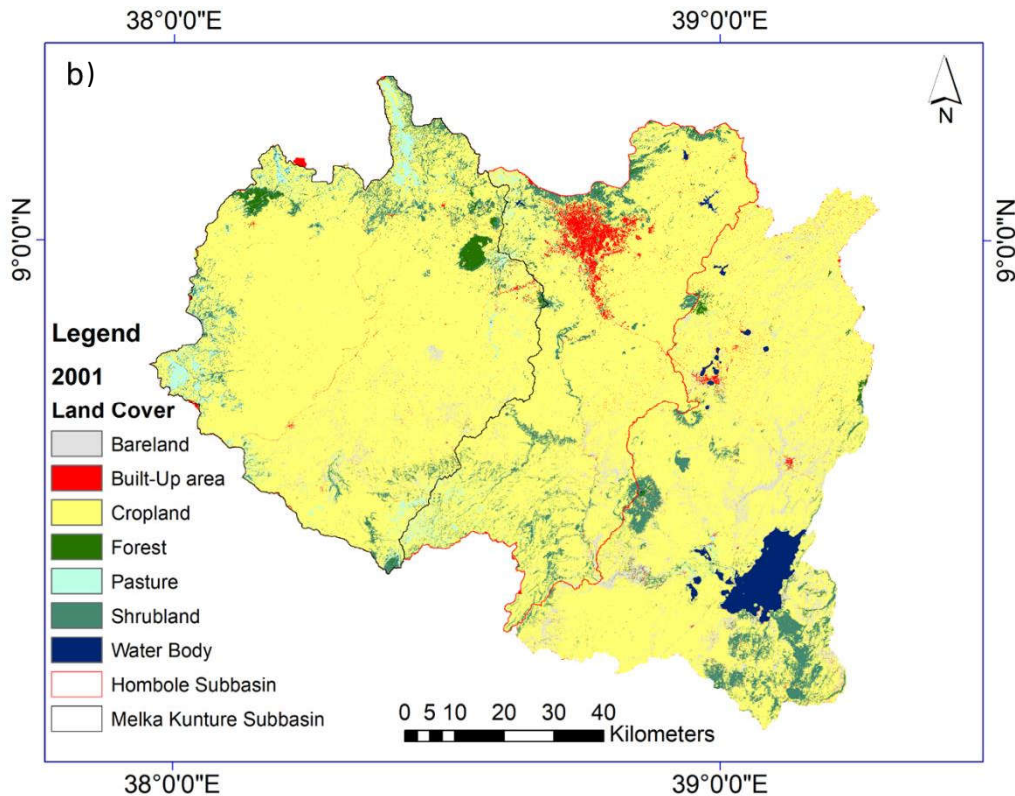 38°0'0"E 39°0'0"E
b)
N
9°0'0"N 9°0'0"N
Legend
2001
Land Cover
Bareland
Built-Up area
Cropland
Forest
Pasture
Shrubland
Water Body
Hombole Subbasin
Melka Kunture Subbasin
0 5 10 20 30 40
Kilometers
38°0'0"E 39°0'0"E